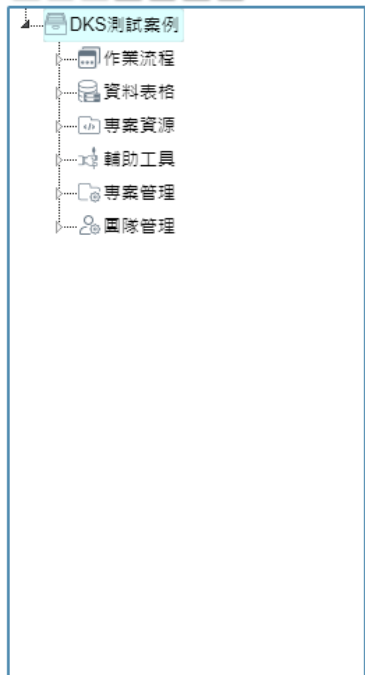 DKS測試案例
作業流程
資料表格
專案資源
輔助工具
專案管理
團隊管理